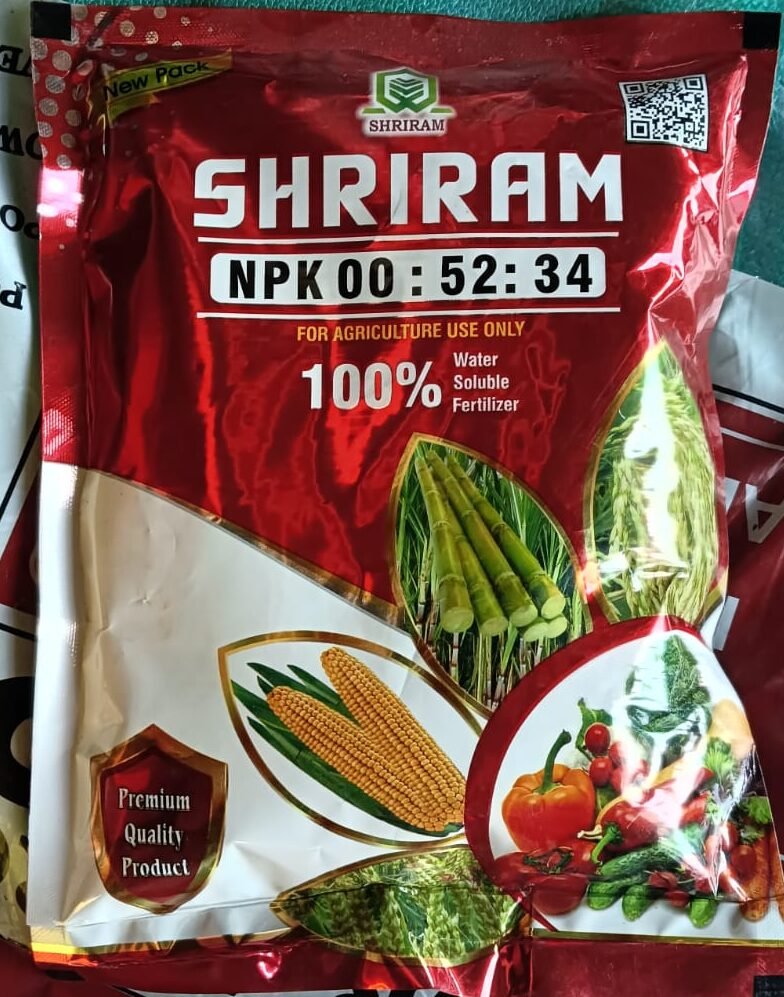 New Pack
SHRIRAM
SHRIRAM
NPK 00 : 52: 34
FOR AGRICULTURE USE ONLY
100% Water
Soluble
Fertilizer
Premium
Quality
Product